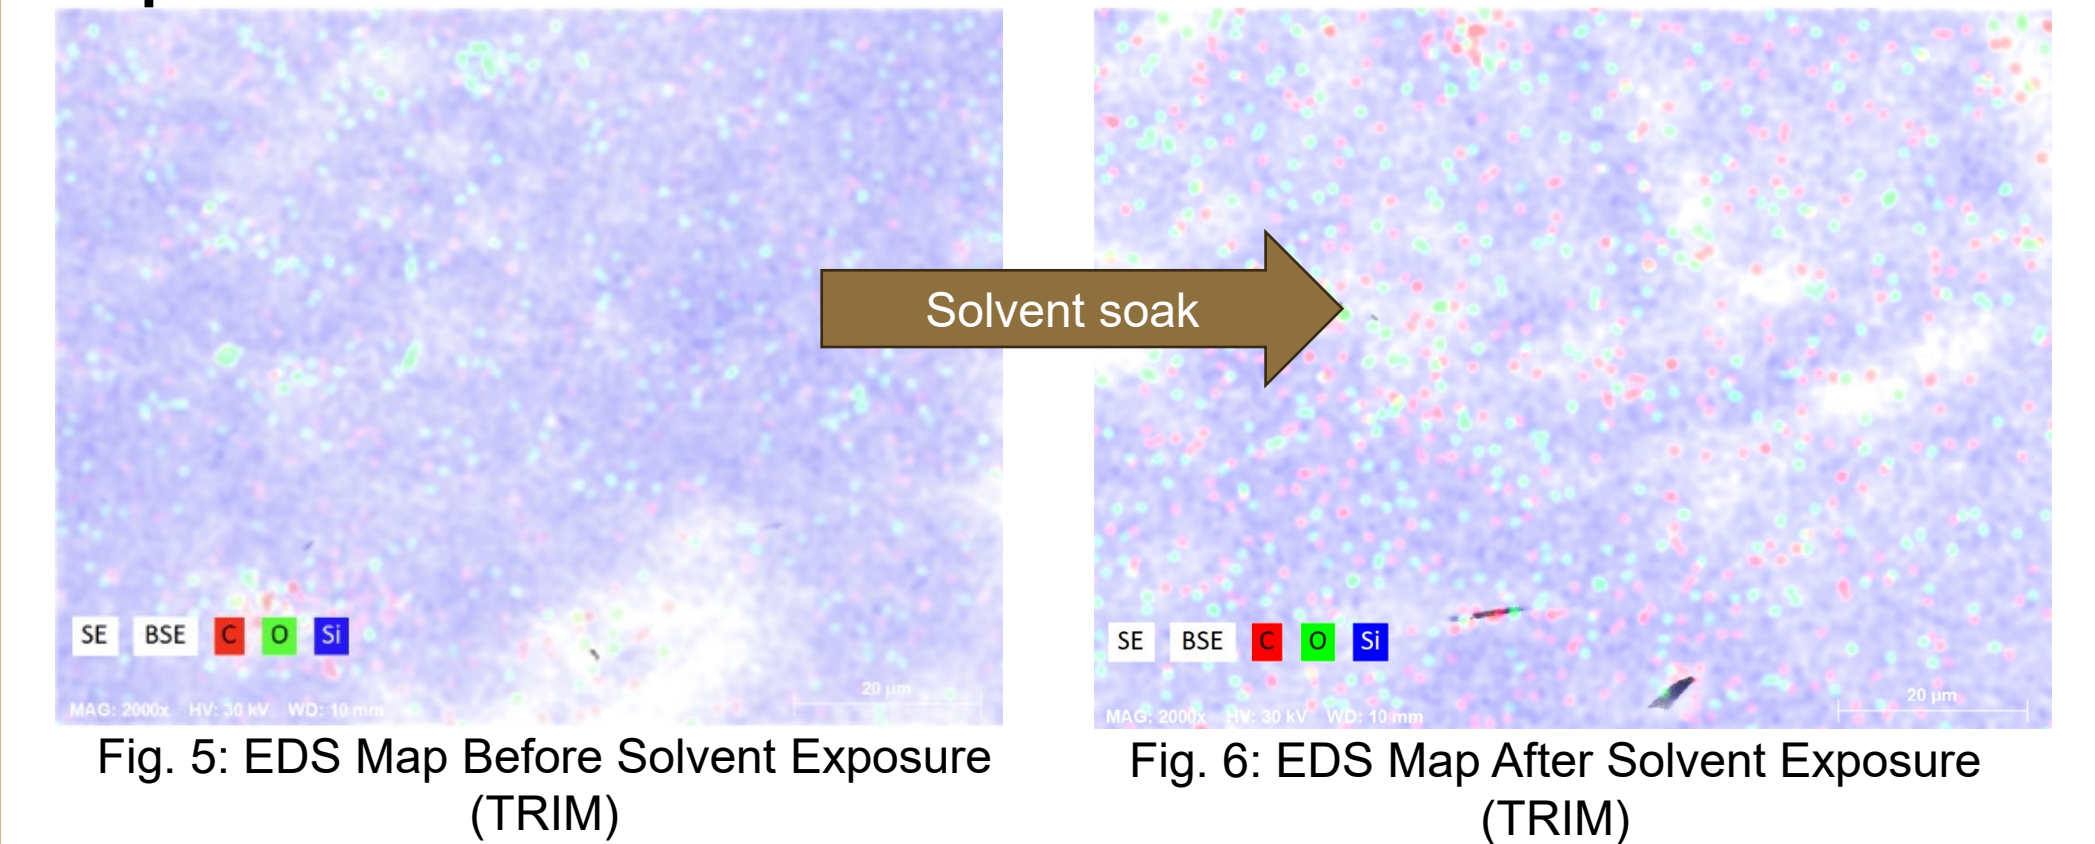 Solvent soak
SE BSE C O Si
20 µm
MAG: 2000x HV: 30 kV WD: 10 mm
Fig. 5: EDS Map Before Solvent Exposure
(TRIM)
SE BSE C O Si
20 µm
MAG: 2000x HV: 30 kV WD: 10 mm
Fig. 6: EDS Map After Solvent Exposure
(TRIM)